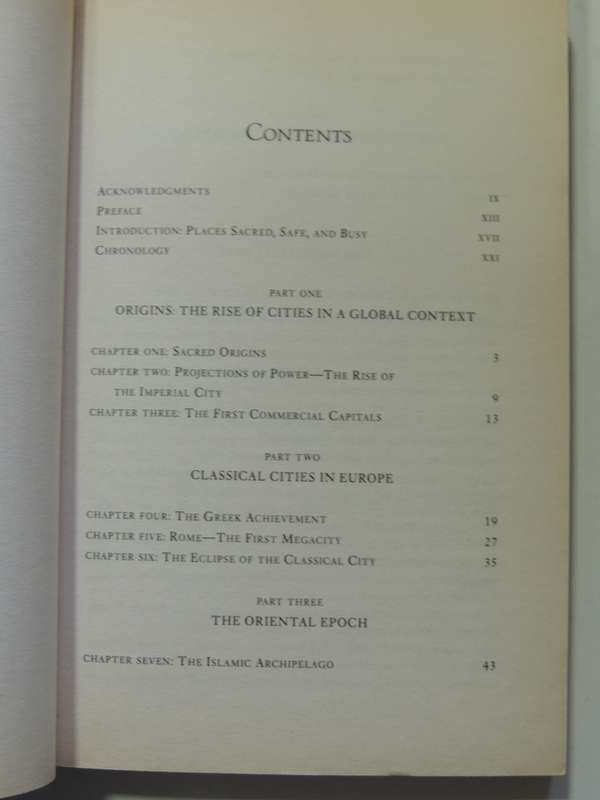 CONTENTS
ACKNOWLEDGMENTS IX
PREFACE XIII
INTRODUCTION: PLACES SACRED, SAFE, AND BUSY XVII
CHRONOLOGY XXI
PART ONE
ORIGINS: THE RISE OF CITIES IN A GLOBAL CONTEXT
CHAPTER ONE: SACRED ORIGINS 3
CHAPTER TWO: PROJECTIONS OF POWER—THE RISE OF
THE IMPERIAL CITY 9
CHAPTER THREE: THE FIRST COMMERCIAL CAPITALS 13
PART TWO
CLASSICAL CITIES IN EUROPE
CHAPTER FOUR: THE GREEK ACHIEVEMENT 19
CHAPTER FIVE: ROME—THE FIRST MEGACITY 27
CHAPTER SIX: THE ECLIPSE OF THE CLASSICAL CITY 35
PART THREE
THE ORIENTAL EPOCH
CHAPTER SEVEN: THE ISLAMIC ARCHIPELAGO 43